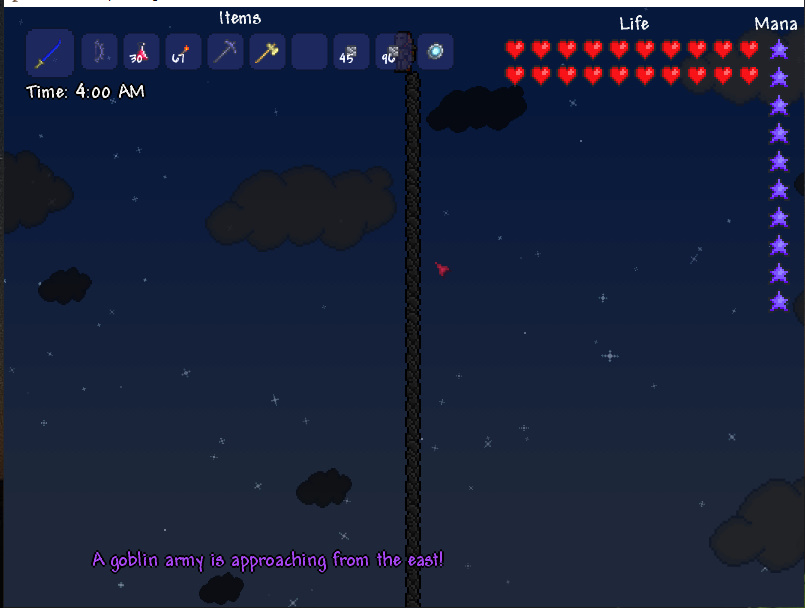 Items
Life
Mana
30
67
45
96
Time: 4:00 AM
A goblin army is approaching from the east!